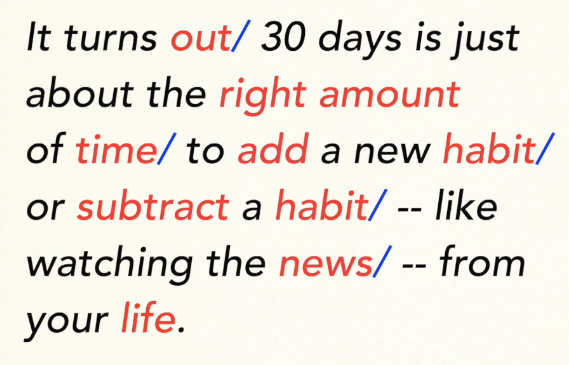 It turns out/ 30 days is just
about the right amount
of time/ to add a new habit/
or subtract a habit/ -- like
watching the news/ -- from
your life.